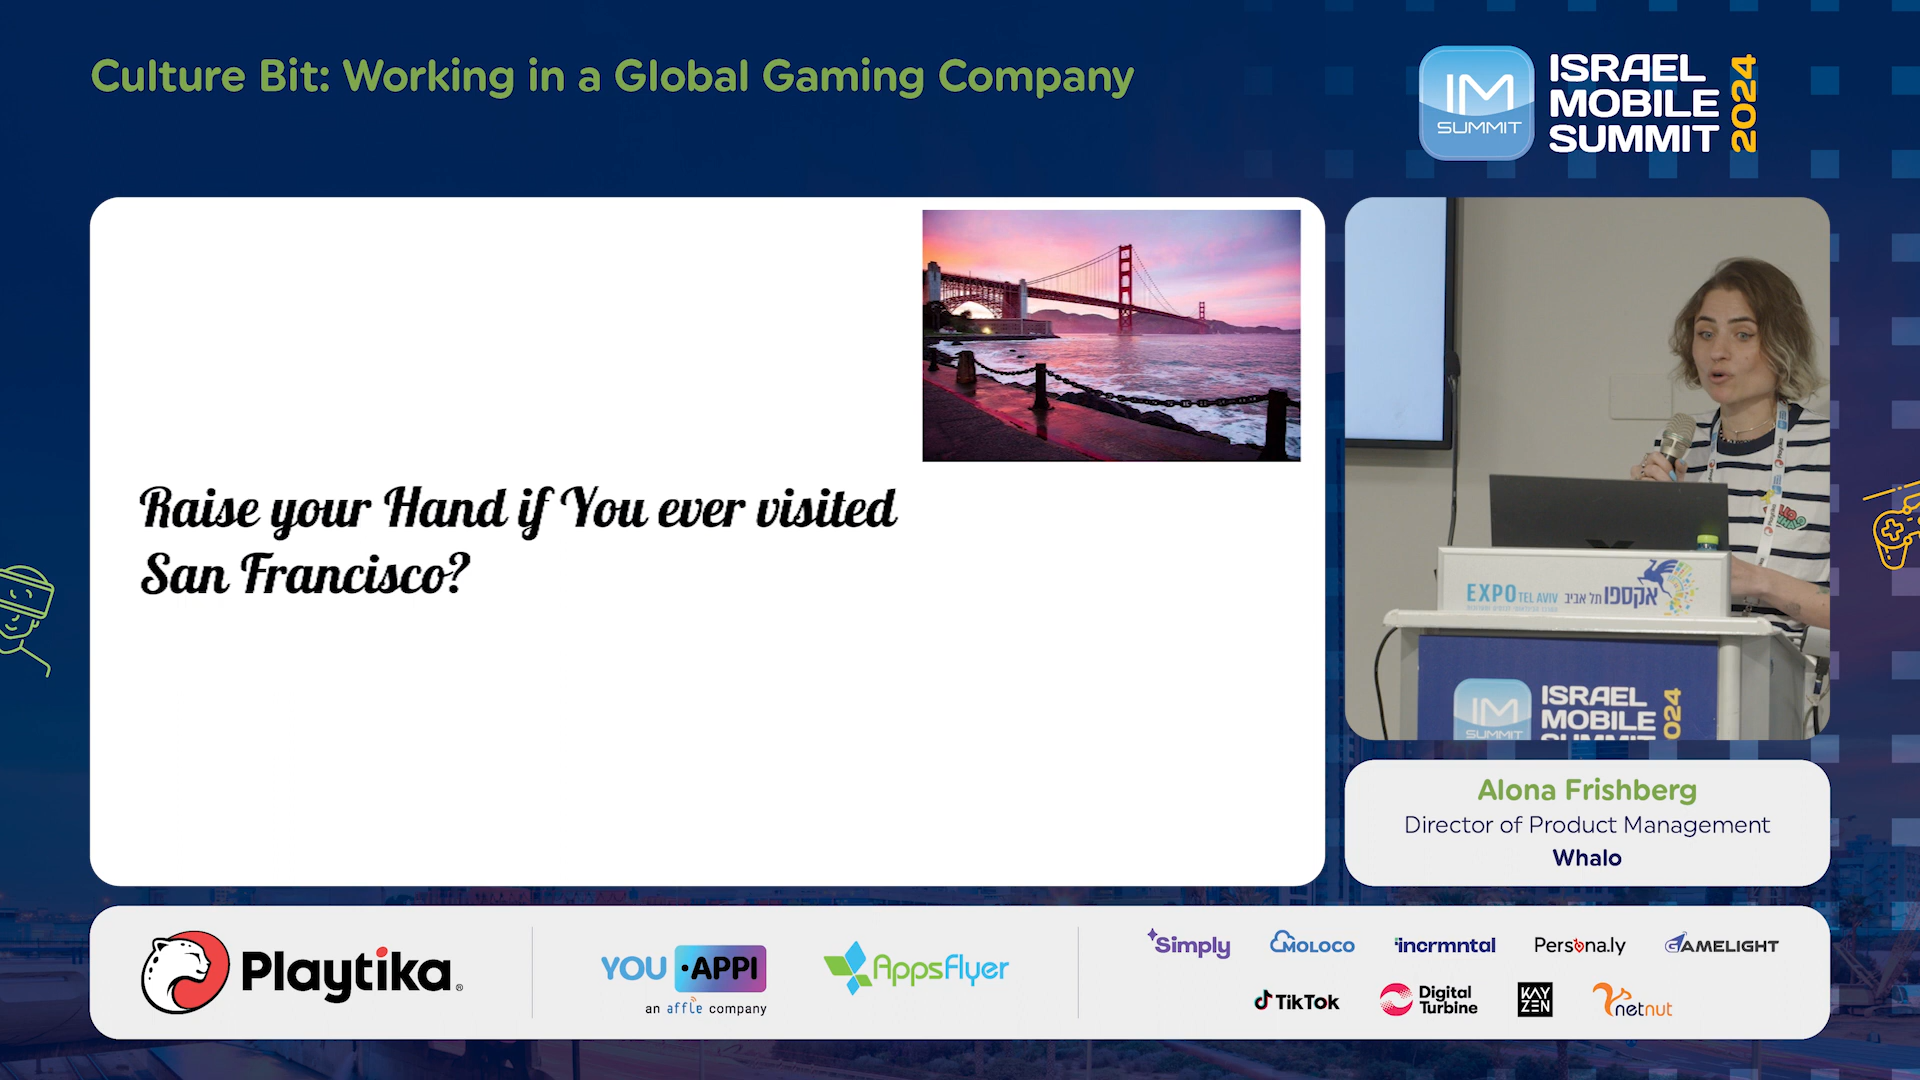 Culture Bit: Working in a Global Gaming Company
IM
SUMMIT
ISRAEL
MOBILE
SUMMIT
2024
Raise your Hand if You ever visited
San Francisco?
EXPO TEL AVIV אקספו תל אביב
IM
SUMMIT
ISRAEL
MOBILE
SUMMIT
024
Alona Frishberg
Director of Product Management
Whalo
Playtika®
YOU•APPI
an affle company
AppsFlyer
Simply
MOLOCO
incrmntal
Persona.ly
GAMELIGHT
TikTok
Digital
Turbine
KAY
ZEN
netnut